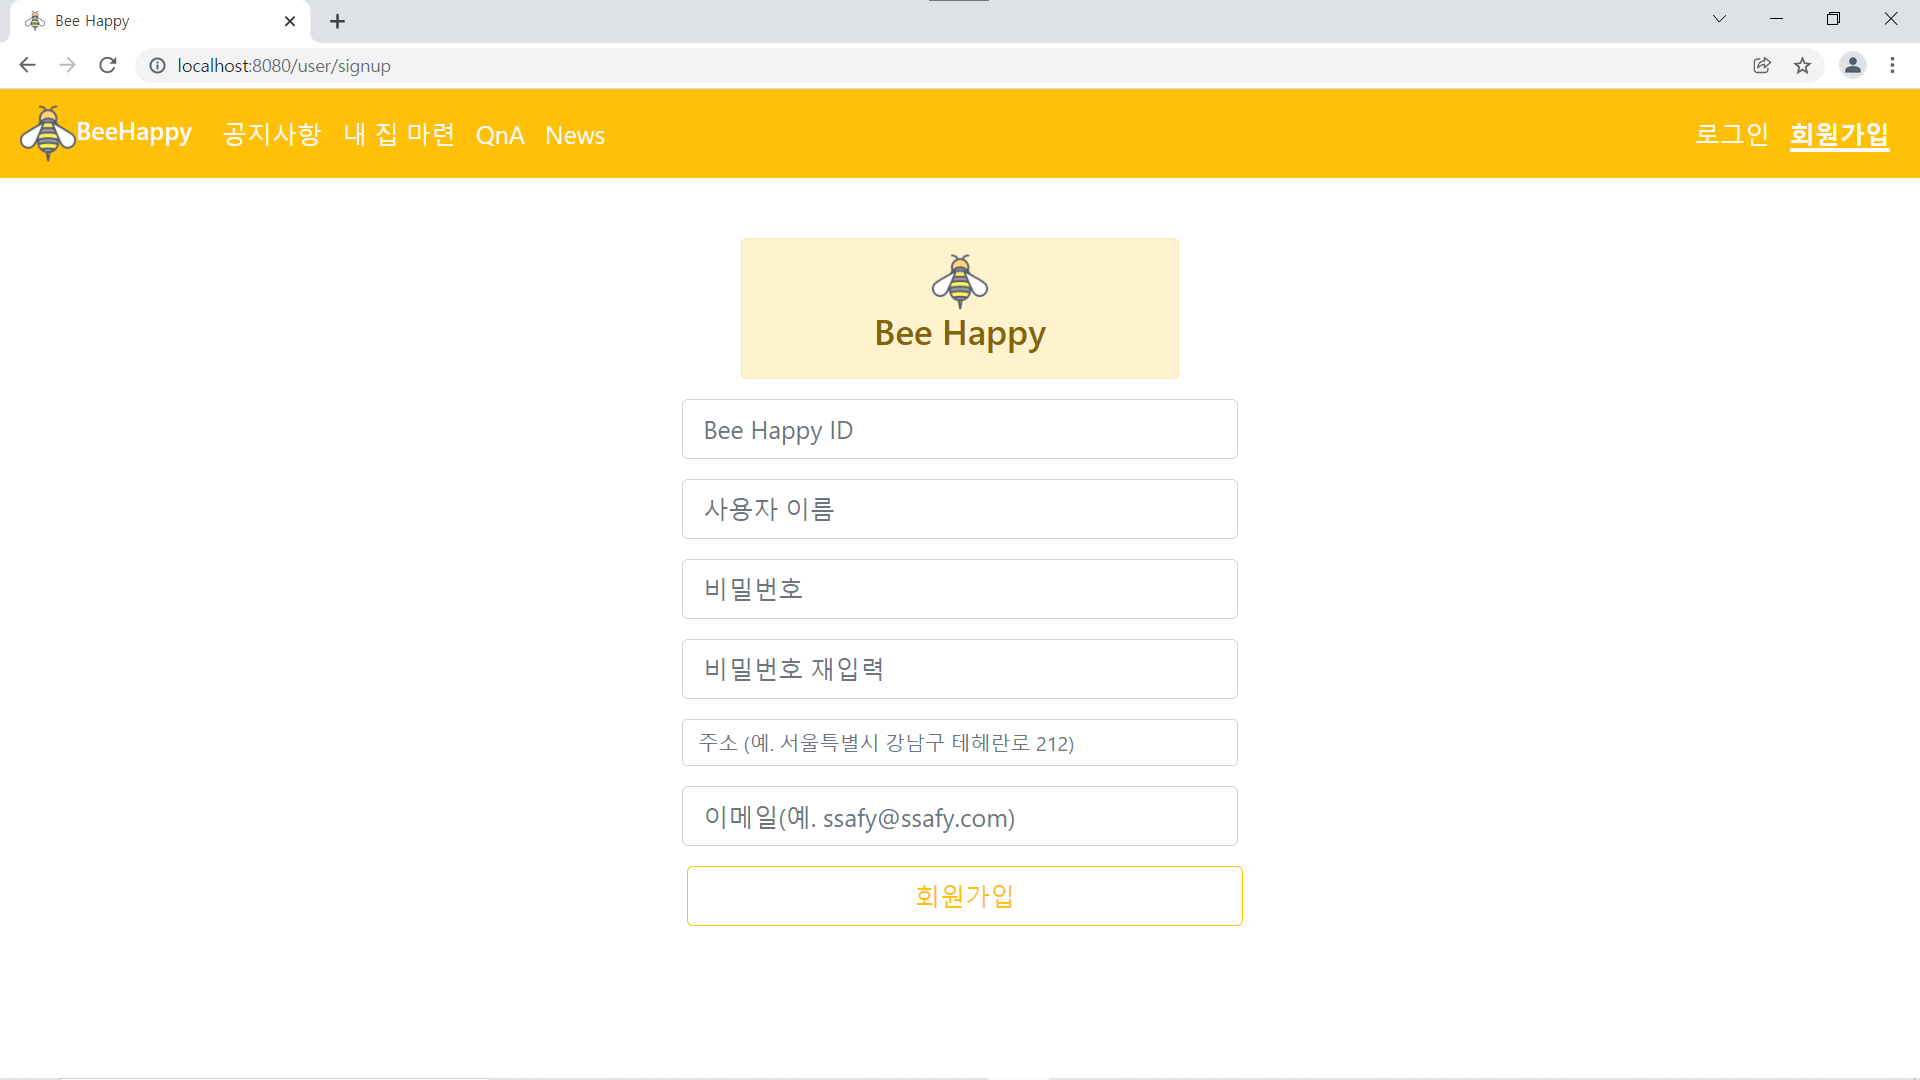 Bee Happy
localhost:8080/user/signup
BeeHappy 공지사항 내 집 마련 QnA News 로그인 회원가입
Bee Happy
Bee Happy ID
사용자 이름
비밀번호
비밀번호 재입력
주소 (예. 서울특별시 강남구 테헤란로 212)
이메일(예. ssafy@ssafy.com)
회원가입